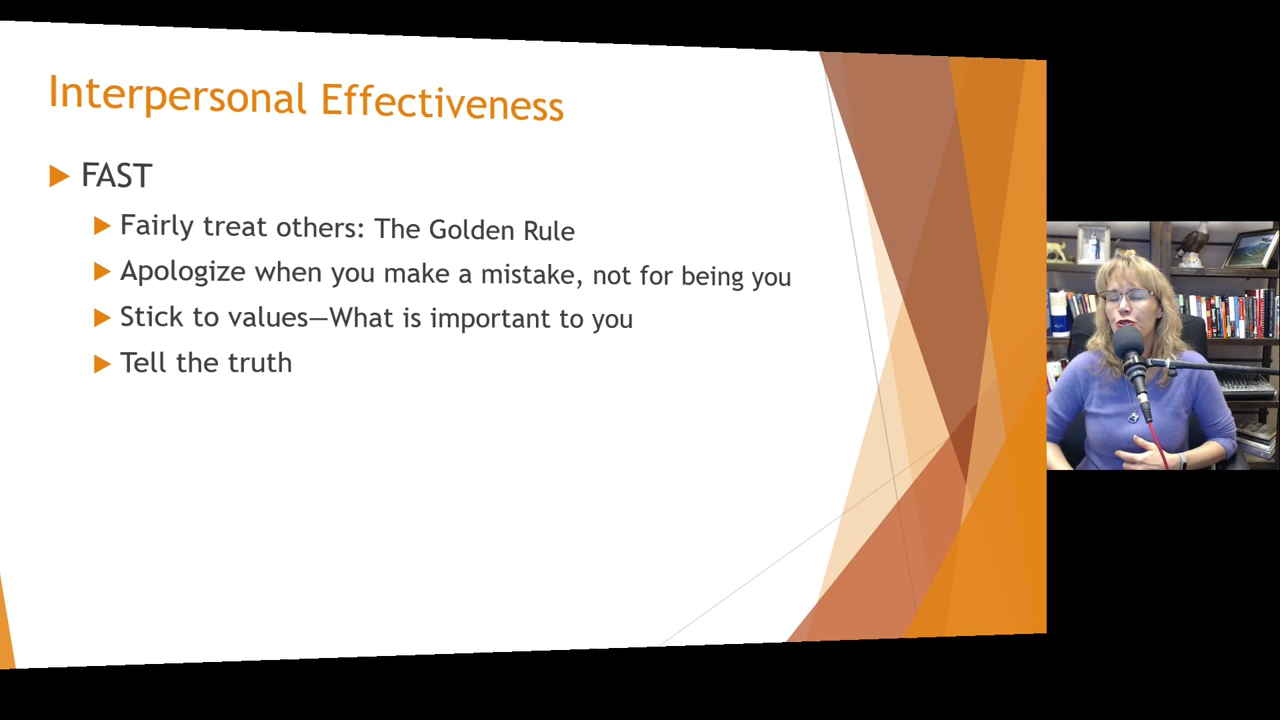 Interpersonal Effectiveness
FAST
Fairly treat others: The Golden Rule
Apologize when you make a mistake, not for being you
Stick to values—What is important to you
Tell the truth